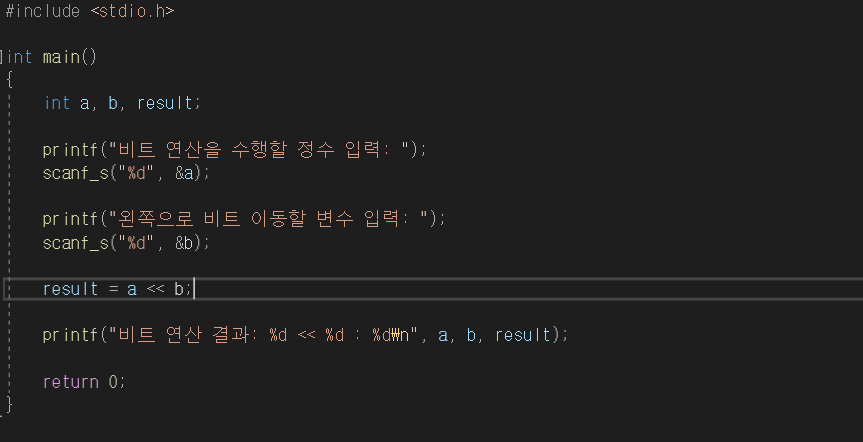 #include <stdio.h>
int main()
{
int a, b, result;
printf("비트 연산을 수행할 정수 입력: ");
scanf_s("%d", &a);
printf("왼쪽으로 비트 이동할 변수 입력: ");
scanf_s("%d", &b);
result = a << b;
printf("비트 연산 결과: %d << %d : %d₩n", a, b, result);
return 0;
}